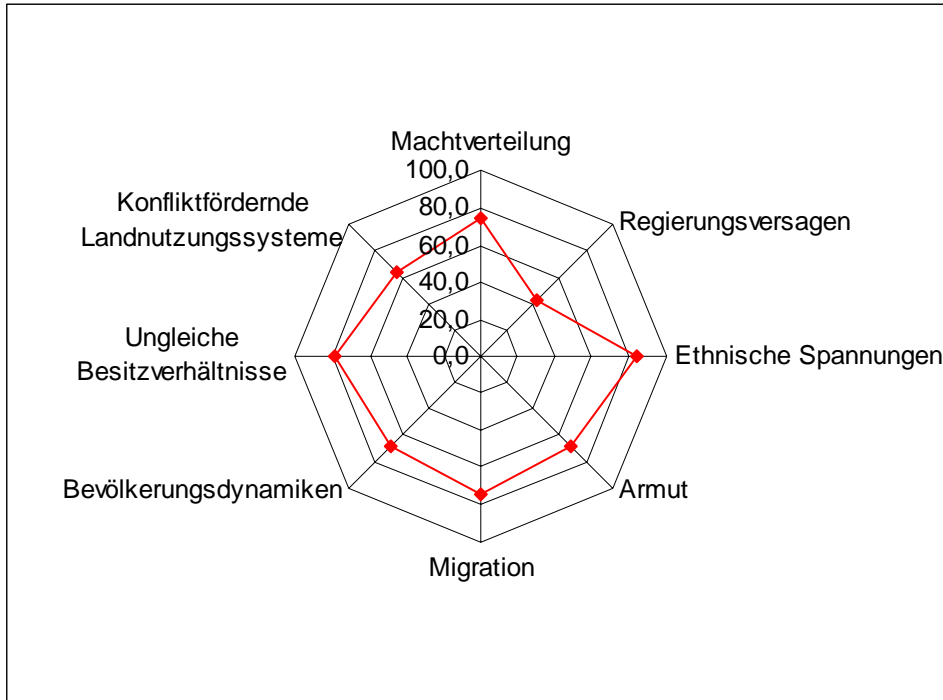 Machtverteilung
100,0
80,0
60,0
40,0
20,0
0,0
Regierungsversagen
Ethnische Spannungen
Armut
Migration
Bevölkerungsdynamiken
Ungleiche
Besitzverhältnisse
Konfliktfördernde
Landnutzungssysteme